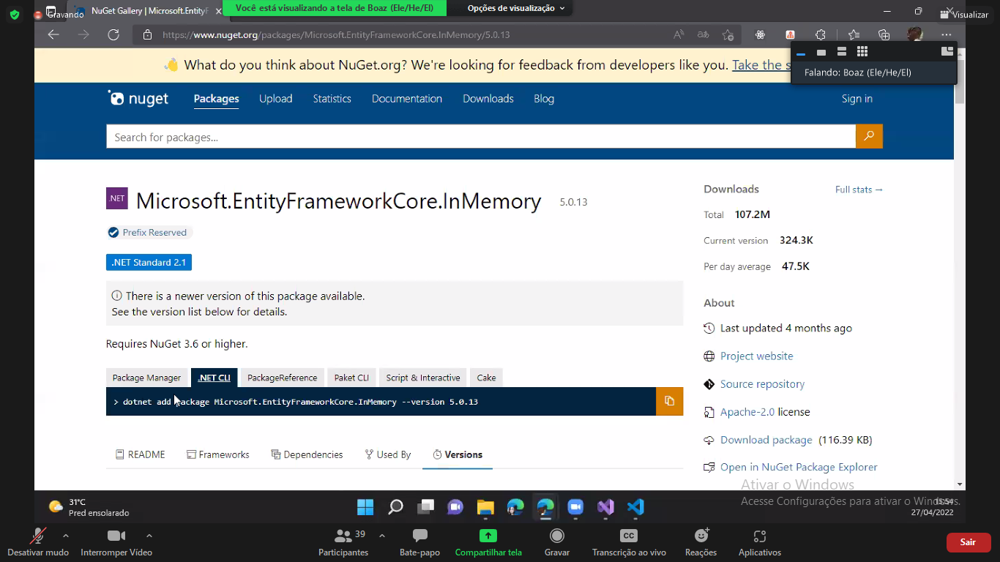 Gravando
NuGet Gallery | Microsoft.EntityF
Você está visualizando a tela de Boaz (Ele/He/El)
Opções de visualização
Visualizar
https://www.nuget.org/packages/Microsoft.EntityFrameworkCore.InMemory/5.0.13
Falando: Boaz (Ele/He/El)
What do you think about NuGet.org? We're looking for feedback from developers like you. Take the s
nuget
Packages
Upload
Statistics
Documentation
Downloads
Blog
Sign in
Search for packages...
.NET
Microsoft.EntityFrameworkCore.InMemory 5.0.13
Prefix Reserved
.NET Standard 2.1
There is a newer version of this package available.
See the version list below for details.
Requires NuGet 3.6 or higher.
Package Manager
.NET CLI
PackageReference
Paket CLI
Script & Interactive
Cake
> dotnet add package Microsoft.EntityFrameworkCore.InMemory --version 5.0.13
README
Frameworks
Dependencies
Used By
Versions
Downloads
Full stats →
Total 107.2M
Current version 324.3K
Per day average 47.5K
About
Last updated 4 months ago
Project website
Source repository
Apache-2.0 license
Download package (116.39 KB)
Open in NuGet Package Explorer
Ativar o Windows
Acesse Configurações para ativar o Windows.
31°C
Pred ensolarado
15:54
27/04/2022
Desativar mudo
Interromper Vídeo
39
Participantes
Bate-papo
Compartilhar tela
Gravar
CC
Transcrição ao vivo
Reações
Aplicativos
Sair